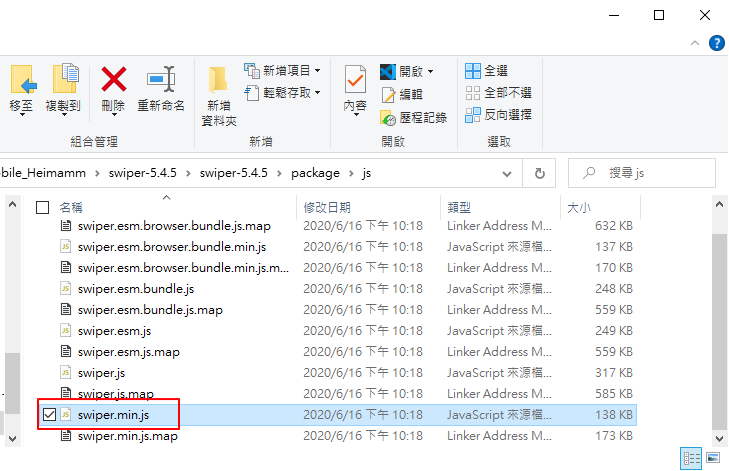 移至 複製到 刪除 重新命名 新增 資料夾 新增項目 輕鬆存取 內容 開啟 編輯 歷程記錄 全選 全部不選 反向選擇
組合管理 新增 開啟 選取
obile_Heimamm > swiper-5.4.5 > swiper-5.4.5 > package > js 搜尋 js
名稱 修改日期 類型 大小
swiper.esm.browser.bundle.js.map 2020/6/16 下午 10:18 Linker Address M... 632 KB
swiper.esm.browser.bundle.min.js 2020/6/16 下午 10:18 JavaScript 來源檔... 137 KB
swiper.esm.browser.bundle.min.js.m... 2020/6/16 下午 10:18 Linker Address M... 170 KB
swiper.esm.bundle.js 2020/6/16 下午 10:18 JavaScript 來源檔... 248 KB
swiper.esm.bundle.js.map 2020/6/16 下午 10:18 Linker Address M... 559 KB
swiper.esm.js 2020/6/16 下午 10:18 JavaScript 來源檔... 249 KB
swiper.esm.js.map 2020/6/16 下午 10:18 Linker Address M... 559 KB
swiper.js 2020/6/16 下午 10:18 JavaScript 來源檔... 317 KB
swiper.js.map 2020/6/16 下午 10:18 Linker Address M... 585 KB
swiper.min.js 2020/6/16 下午 10:18 JavaScript 來源檔... 138 KB
swiper.min.js.map 2020/6/16 下午 10:18 Linker Address M... 173 KB